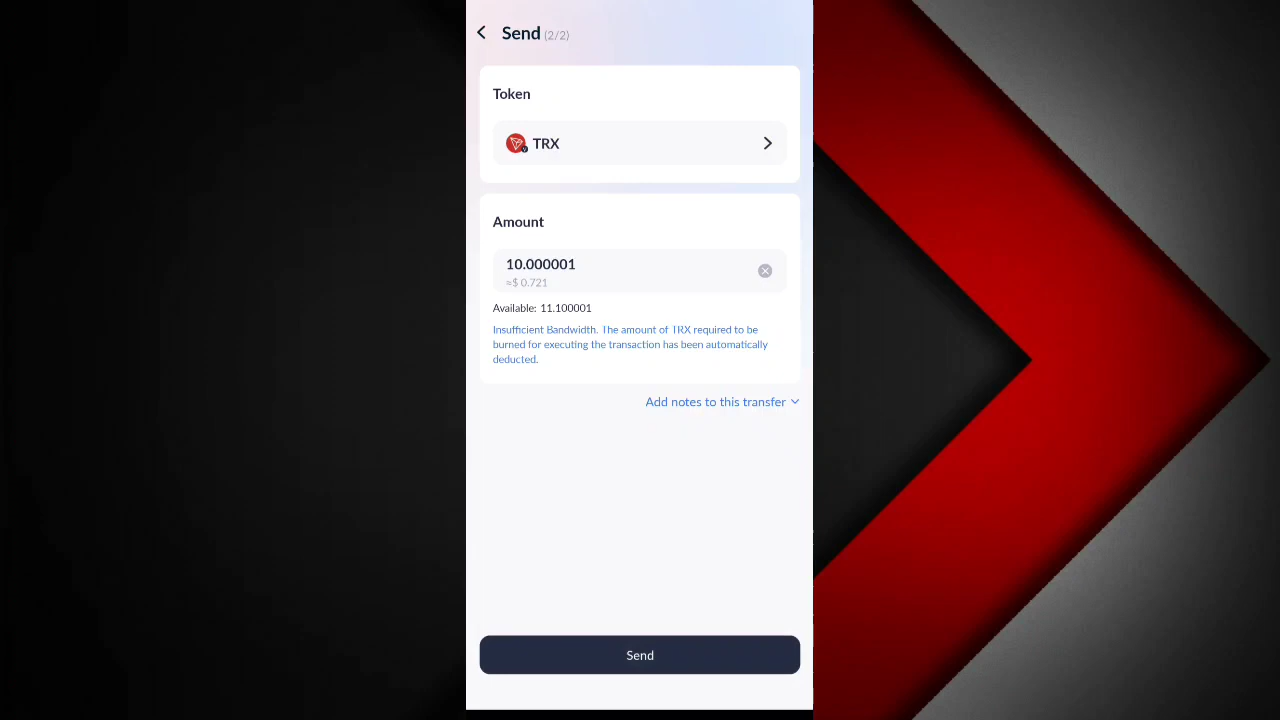 Send (2/2)
Token
TRX
Amount
10.000001
≈$ 0.721
Available: 11.100001
Insufficient Bandwidth. The amount of TRX required to be
burned for executing the transaction has been automatically
deducted.
Add notes to this transfer
Send